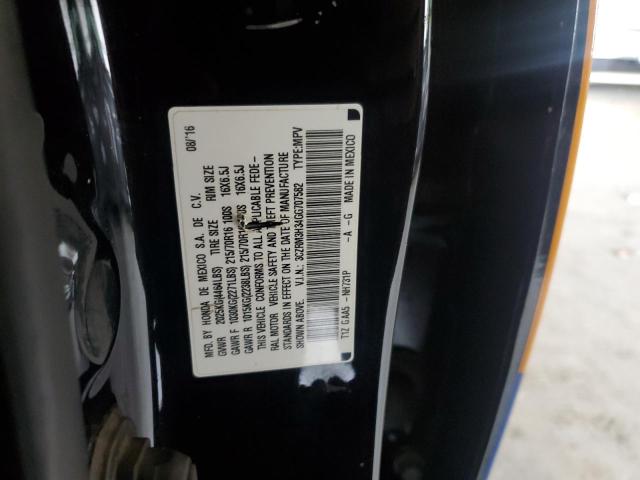 MFD. BY HONDA DE MEXICO S.A. DE C.V. 08/'16
GVWR 2025KG(4464LBS) TIRE SIZE RIM SIZE
GAWR F 1030KG(2271LBS) 215/70R16 100S 16X6.5J
GAWR R 1015KG(2238LBS) 215/70R16 16X6.5J
THIS VEHICLE CONFORMS TO ALL APPLICABLE FEDE-
RAL MOTOR VEHICLE SAFETY AND THEFT PREVENTION
STANDARDS IN EFFECT ON THE DATE OF MANUFACTURE
SHOWN ABOVE. V.I.N.: 3CZRM3H34GG707582 TYPE:MPV
T1Z GAA5 -NH731P -A -G MADE IN MEXICO